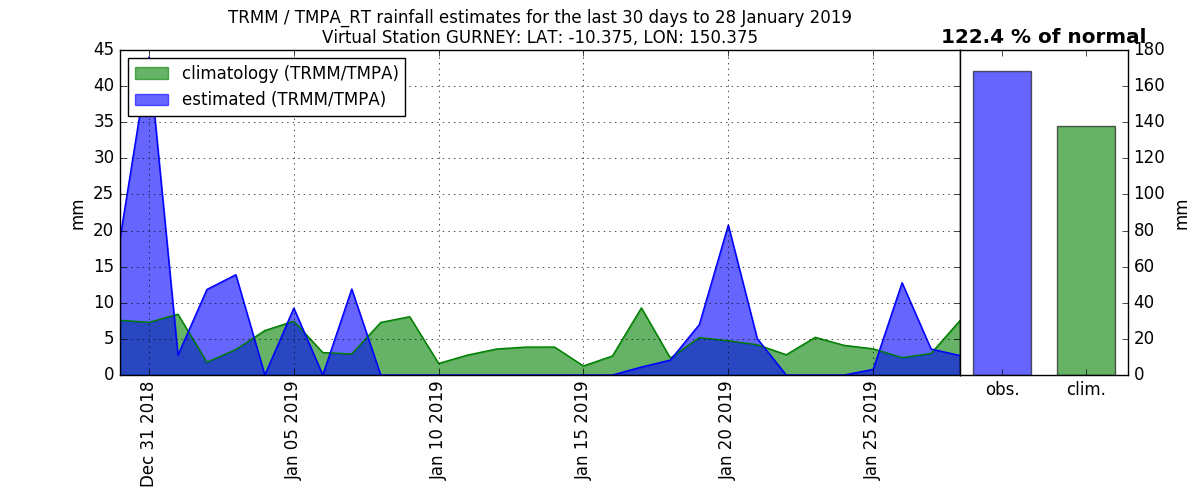 TRMM / TMPA_RT rainfall estimates for the last 30 days to 28 January 2019
Virtual Station GURNEY: LAT: -10.375, LON: 150.375
122.4 % of normal
climatology (TRMM/TMPA)
estimated (TRMM/TMPA)
45
40
35
30
25
20
15
10
5
0
mm
Dec 31 2018
Jan 05 2019
Jan 10 2019
Jan 15 2019
Jan 20 2019
Jan 25 2019
obs.
clim.
180
160
140
120
100
80
60
40
20
0
mm